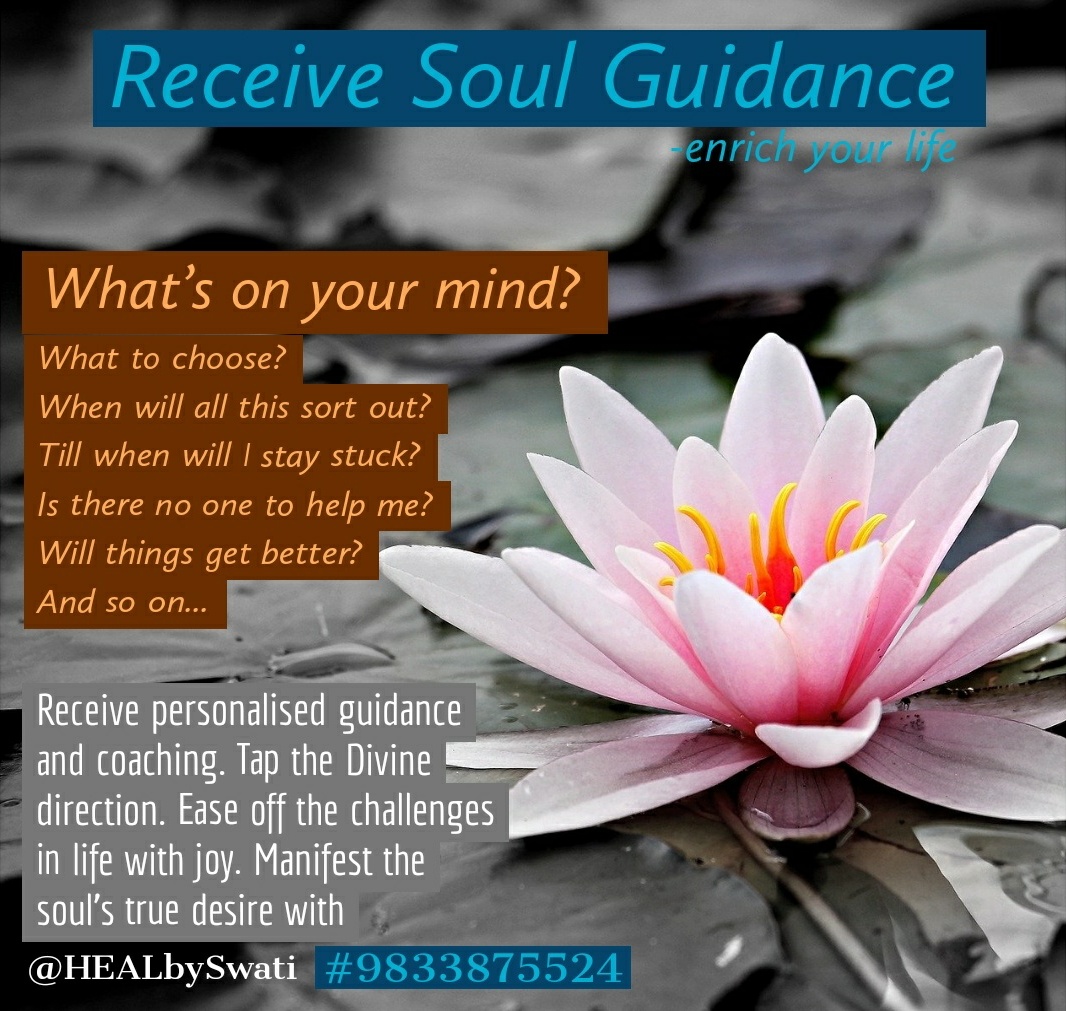 Receive Soul Guidance
-enrich your life
What's on your mind?
What to choose?
When will all this sort out?
Till when will I stay stuck?
Is there no one to help me?
Will things get better?
And so on...
Receive personalised guidance
and coaching. Tap the Divine
direction. Ease off the challenges
in life with joy. Manifest the
soul's true desire with
@HEALbySwati #9833875524